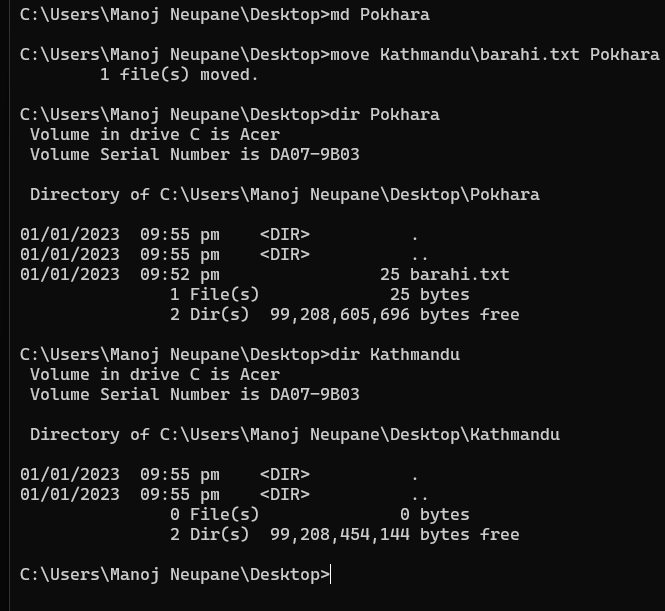 C:\Users\Manoj Neupane\Desktop>md Pokhara
C:\Users\Manoj Neupane\Desktop>move Kathmandu\barahi.txt Pokhara
        1 file(s) moved.
C:\Users\Manoj Neupane\Desktop>dir Pokhara
 Volume in drive C is Acer
 Volume Serial Number is DA07-9B03
 Directory of C:\Users\Manoj Neupane\Desktop\Pokhara
01/01/2023  09:55 pm    <DIR>          .
01/01/2023  09:55 pm    <DIR>          ..
01/01/2023  09:52 pm                25 barahi.txt
               1 File(s)             25 bytes
               2 Dir(s)  99,208,605,696 bytes free
C:\Users\Manoj Neupane\Desktop>dir Kathmandu
 Volume in drive C is Acer
 Volume Serial Number is DA07-9B03
 Directory of C:\Users\Manoj Neupane\Desktop\Kathmandu
01/01/2023  09:55 pm    <DIR>          .
01/01/2023  09:55 pm    <DIR>          ..
               0 File(s)              0 bytes
               2 Dir(s)  99,208,454,144 bytes free
C:\Users\Manoj Neupane\Desktop>